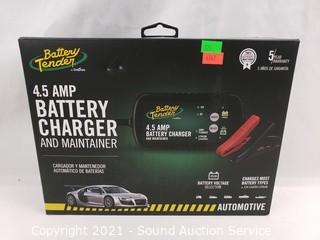 Battery Tender
5 YEAR WARRANTY
5 AÑOS DE GARANTÍA
4.5 AMP
BATTERY
CHARGER
AND MAINTAINER
CARGADOR Y MANTENEDOR
AUTOMÁTICO DE BATERÍAS
Battery Tender
4.5 AMP
BATTERY CHARGER
AND MAINTAINER
BATTERY VOLTAGE
SELECTION
CHARGES MOST
BATTERY TYPES
AUTOMOTIVE
Copyright 2021 - Sound Auction Service